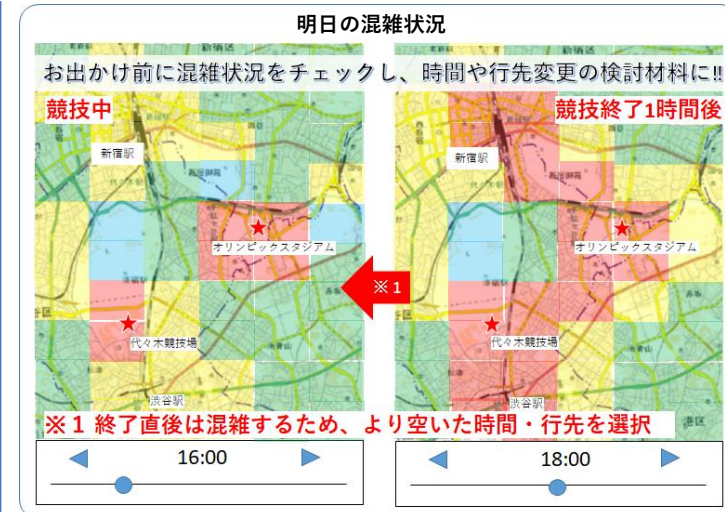 明日の混雑状況
お出かけ前に混雑状況をチェックし、時間や行先変更の検討材料に!!
競技中
新宿駅
オリンピックスタジアム
代々木競技場
渋谷駅
競技終了1時間後
新宿駅
オリンピックスタジアム
代々木競技場
渋谷駅
港区
※1
※1 終了直後は混雑するため、より空いた時間・行先を選択
16:00
18:00